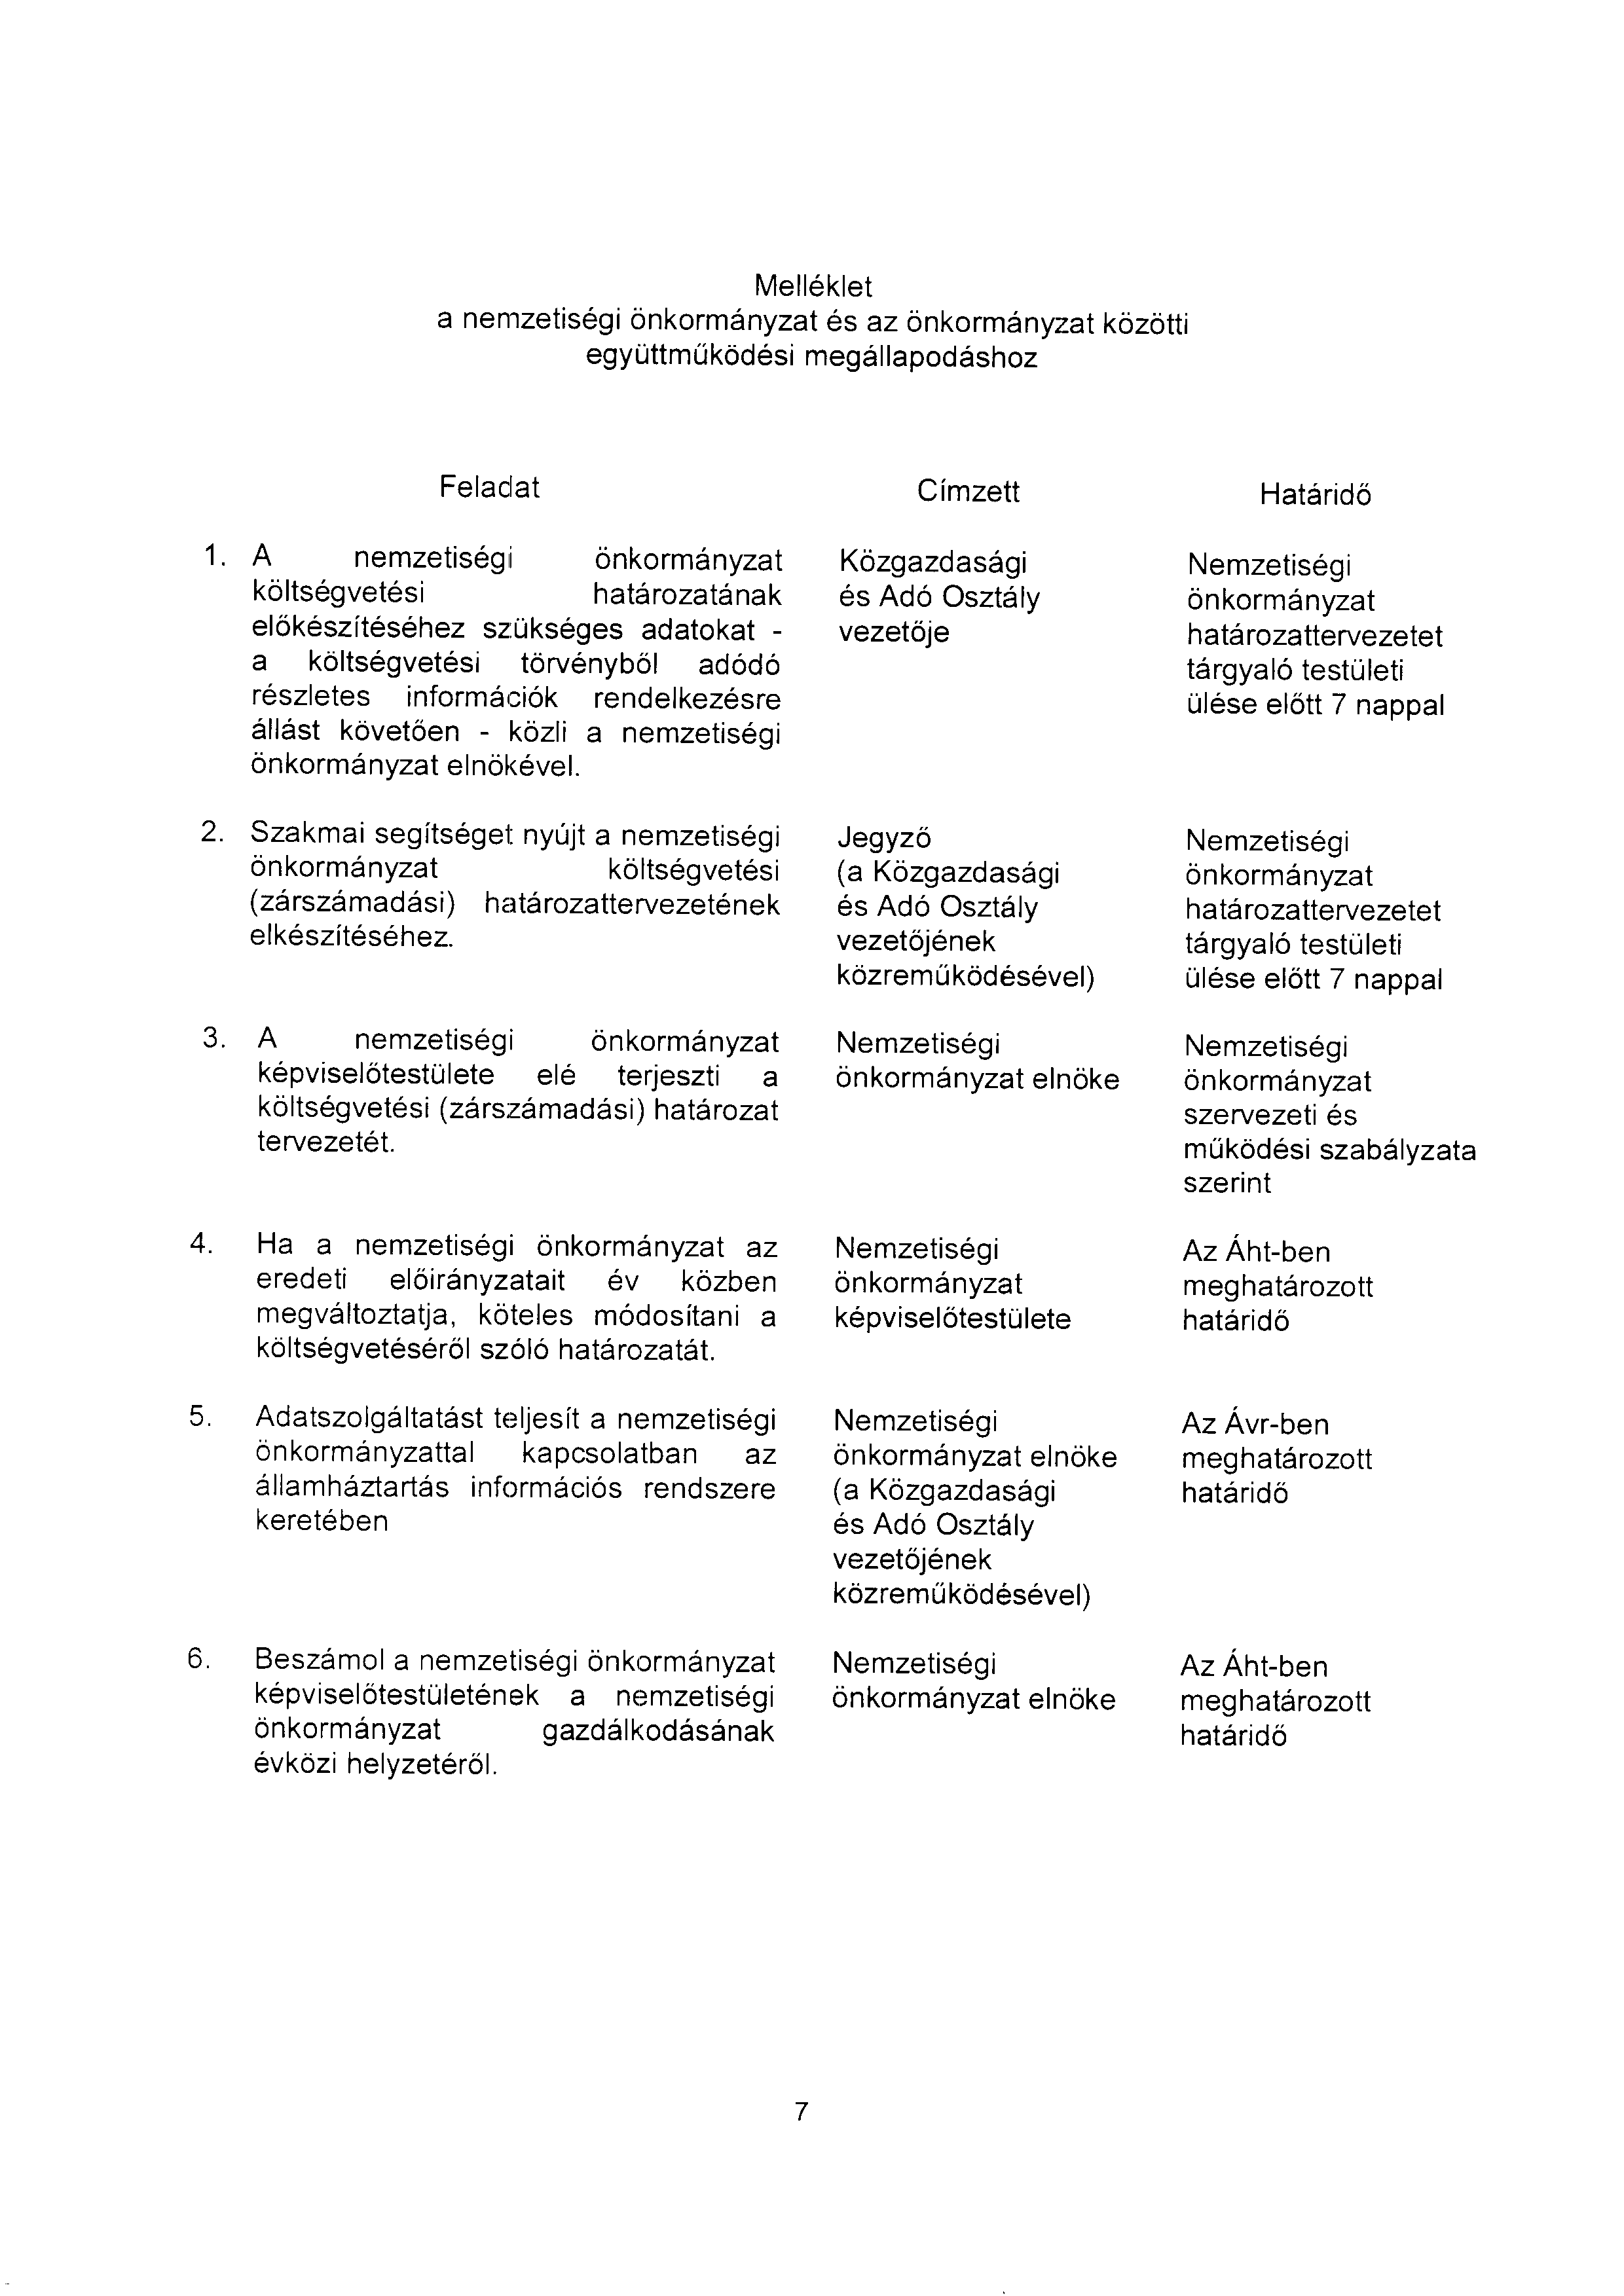 Melléklet
a nemzetiségi önkormányzat és az önkormányzat közötti
együttműködési megállapodáshoz
Feladat
Címzett
Határidő
1. A nemzetiségi önkormányzat
költségvetési határozatának
előkészítéséhez szükséges adatokat -
a költségvetési törvényből adódó
részletes információk rendelkezésre
állást követően - közli a nemzetiségi
önkormányzat elnökével.
Közgazdasági
és Adó Osztály
vezetője
Nemzetiségi
önkormányzat
határozattervezetet
tárgyaló testületi
ülése előtt 7 nappal
2. Szakmai segítséget nyújt a nemzetiségi
önkormányzat költségvetési
(zárszámadási) határozattervezetének
elkészítéséhez.
Jegyző
(a Közgazdasági
és Adó Osztály
vezetőjének
közreműködésével)
Nemzetiségi
önkormányzat
határozattervezetet
tárgyaló testületi
ülése előtt 7 nappal
3. A nemzetiségi önkormányzat
képviselőtestülete elé terjeszti a
költségvetési (zárszámadási) határozat
tervezetét.
Nemzetiségi
önkormányzat elnöke
Nemzetiségi
önkormányzat
szervezeti és
működési szabályzata
szerint
4. Ha a nemzetiségi önkormányzat az
eredeti előirányzatait év közben
megváltoztatja, köteles módosítani a
költségvetéséről szóló határozatát.
Nemzetiségi
önkormányzat
képviselőtestülete
Az Áht-ben
meghatározott
határidő
5. Adatszolgáltatást teljesít a nemzetiségi
önkormányzattal kapcsolatban az
államháztartás információs rendszere
keretében
Nemzetiségi
önkormányzat elnöke
(a Közgazdasági
és Adó Osztály
vezetőjének
közreműködésével)
Az Ávr-ben
meghatározott
határidő
6. Beszámol a nemzetiségi önkormányzat
képviselőtestületének a nemzetiségi
önkormányzat gazdálkodásának
évközi helyzetéről.
Nemzetiségi
önkormányzat elnöke
Az Áht-ben
meghatározott
határidő
7